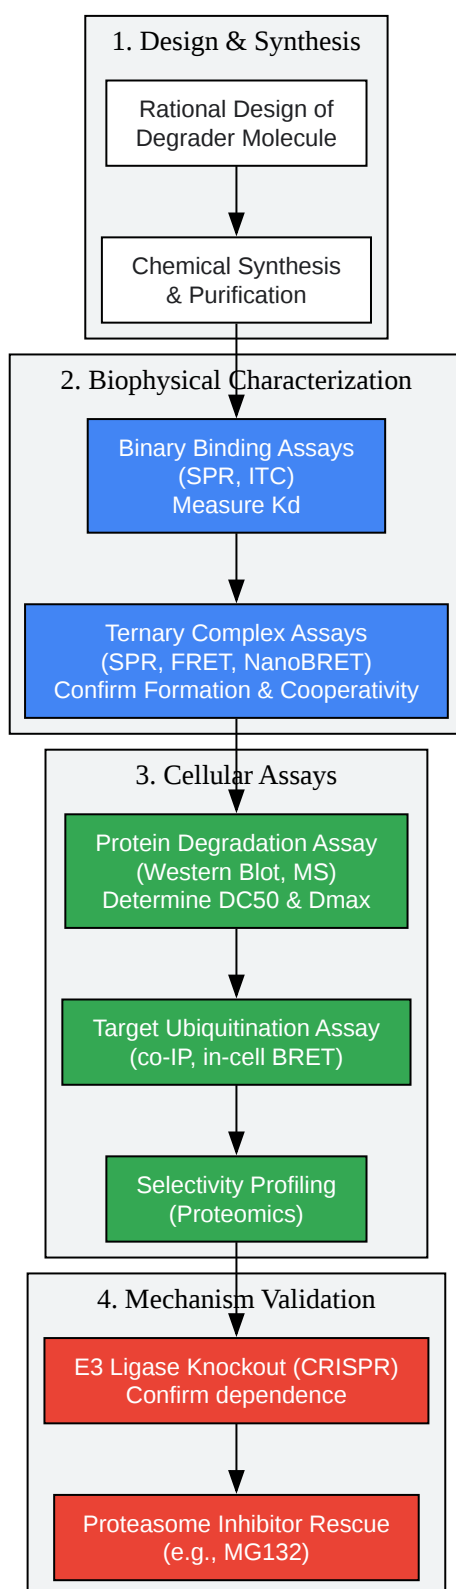 1. Design & Synthesis
Rational Design of
Degrader Molecule
Chemical Synthesis
& Purification
2. Biophysical Characterization
Binary Binding Assays
(SPR, ITC)
Measure Kd
Ternary Complex Assays
(SPR, FRET, NanoBRET)
Confirm Formation & Cooperativity
3. Cellular Assays
Protein Degradation Assay
(Western Blot, MS)
Determine DC50 & Dmax
Target Ubiquitination Assay
(co-IP, in-cell BRET)
Selectivity Profiling
(Proteomics)
4. Mechanism Validation
E3 Ligase Knockout (CRISPR)
Confirm dependence
Proteasome Inhibitor Rescue
(e.g., MG132)